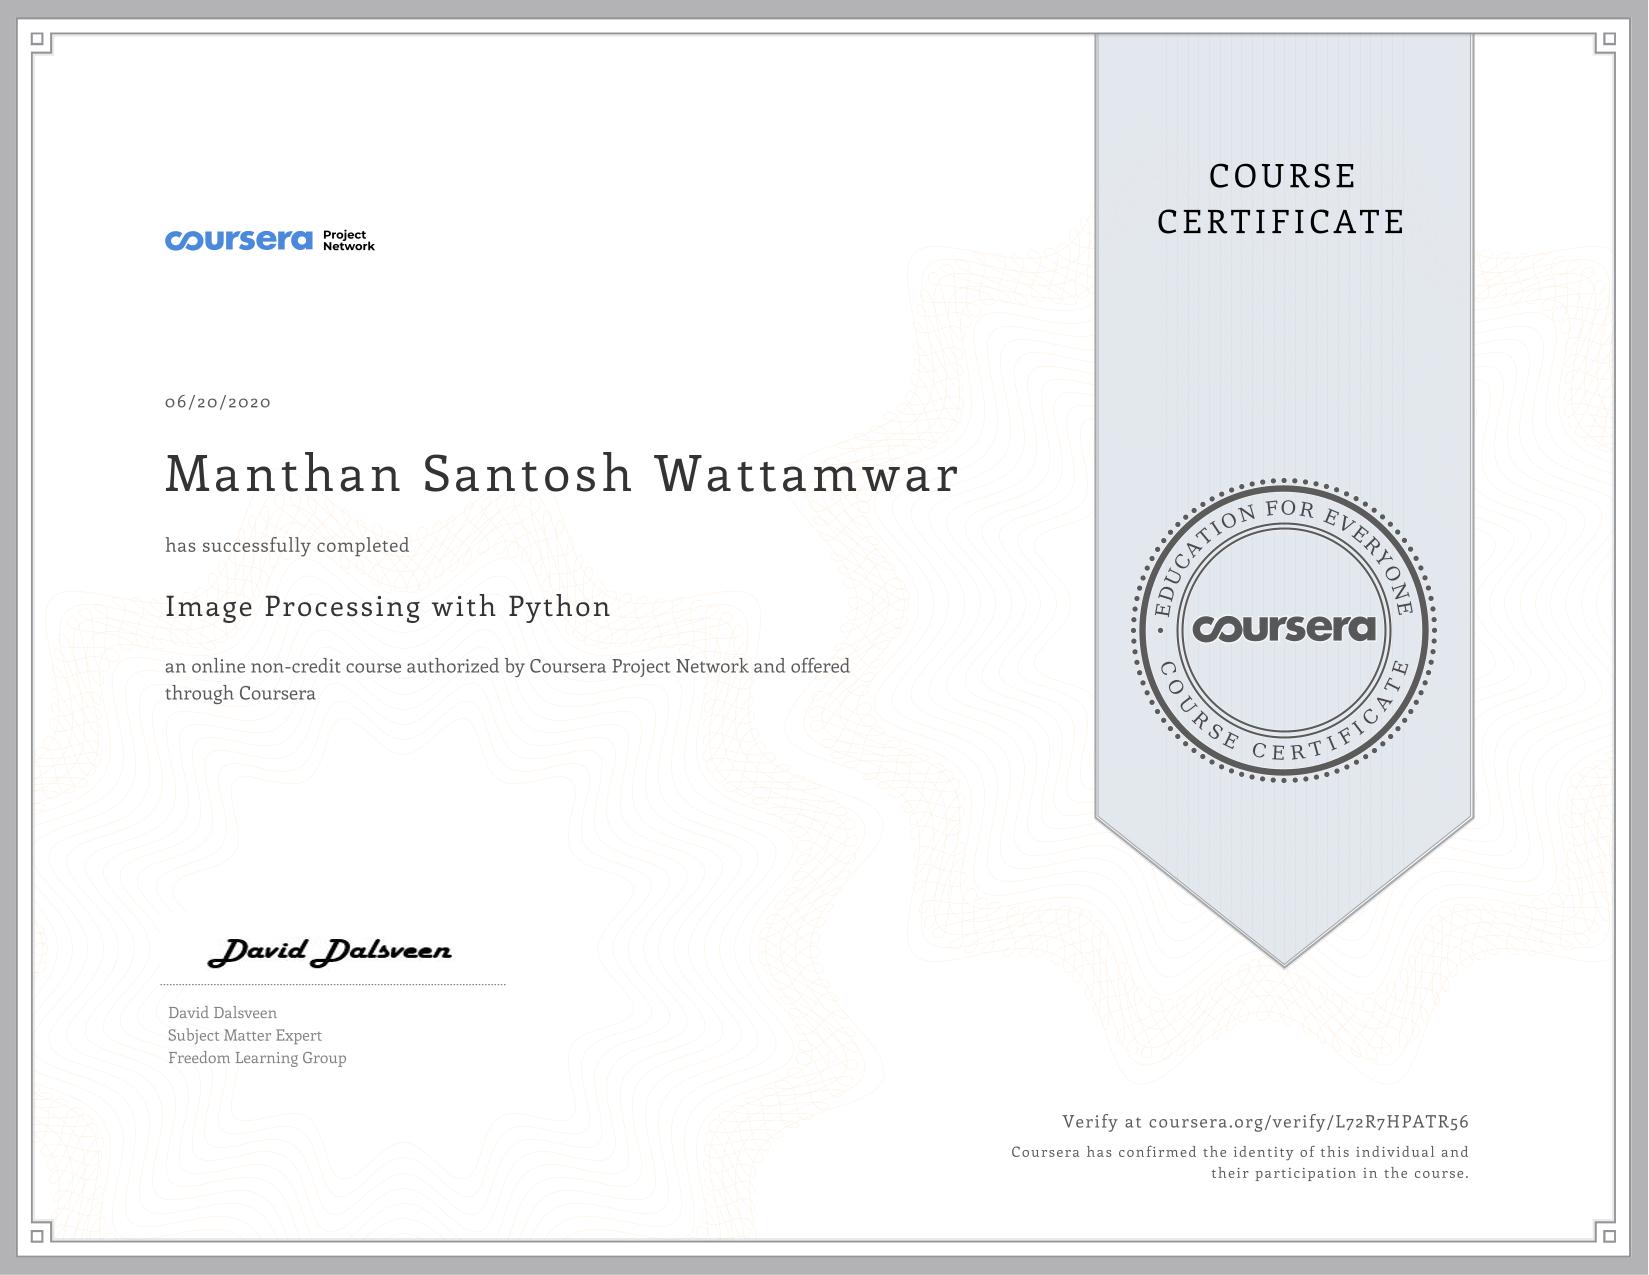 COURSE
CERTIFICATE
coursera Project
Network
06/20/2020
Manthan Santosh Wattamwar
has successfully completed
Image Processing with Python
an online non-credit course authorized by Coursera Project Network and offered
through Coursera
EDUCATION FOR EVERYONE
coursera
COURSE CERTIFICATE
David Dalsveen
David Dalsveen
Subject Matter Expert
Freedom Learning Group
Verify at coursera.org/verify/L72R7HPATR56
Coursera has confirmed the identity of this individual and
their participation in the course.